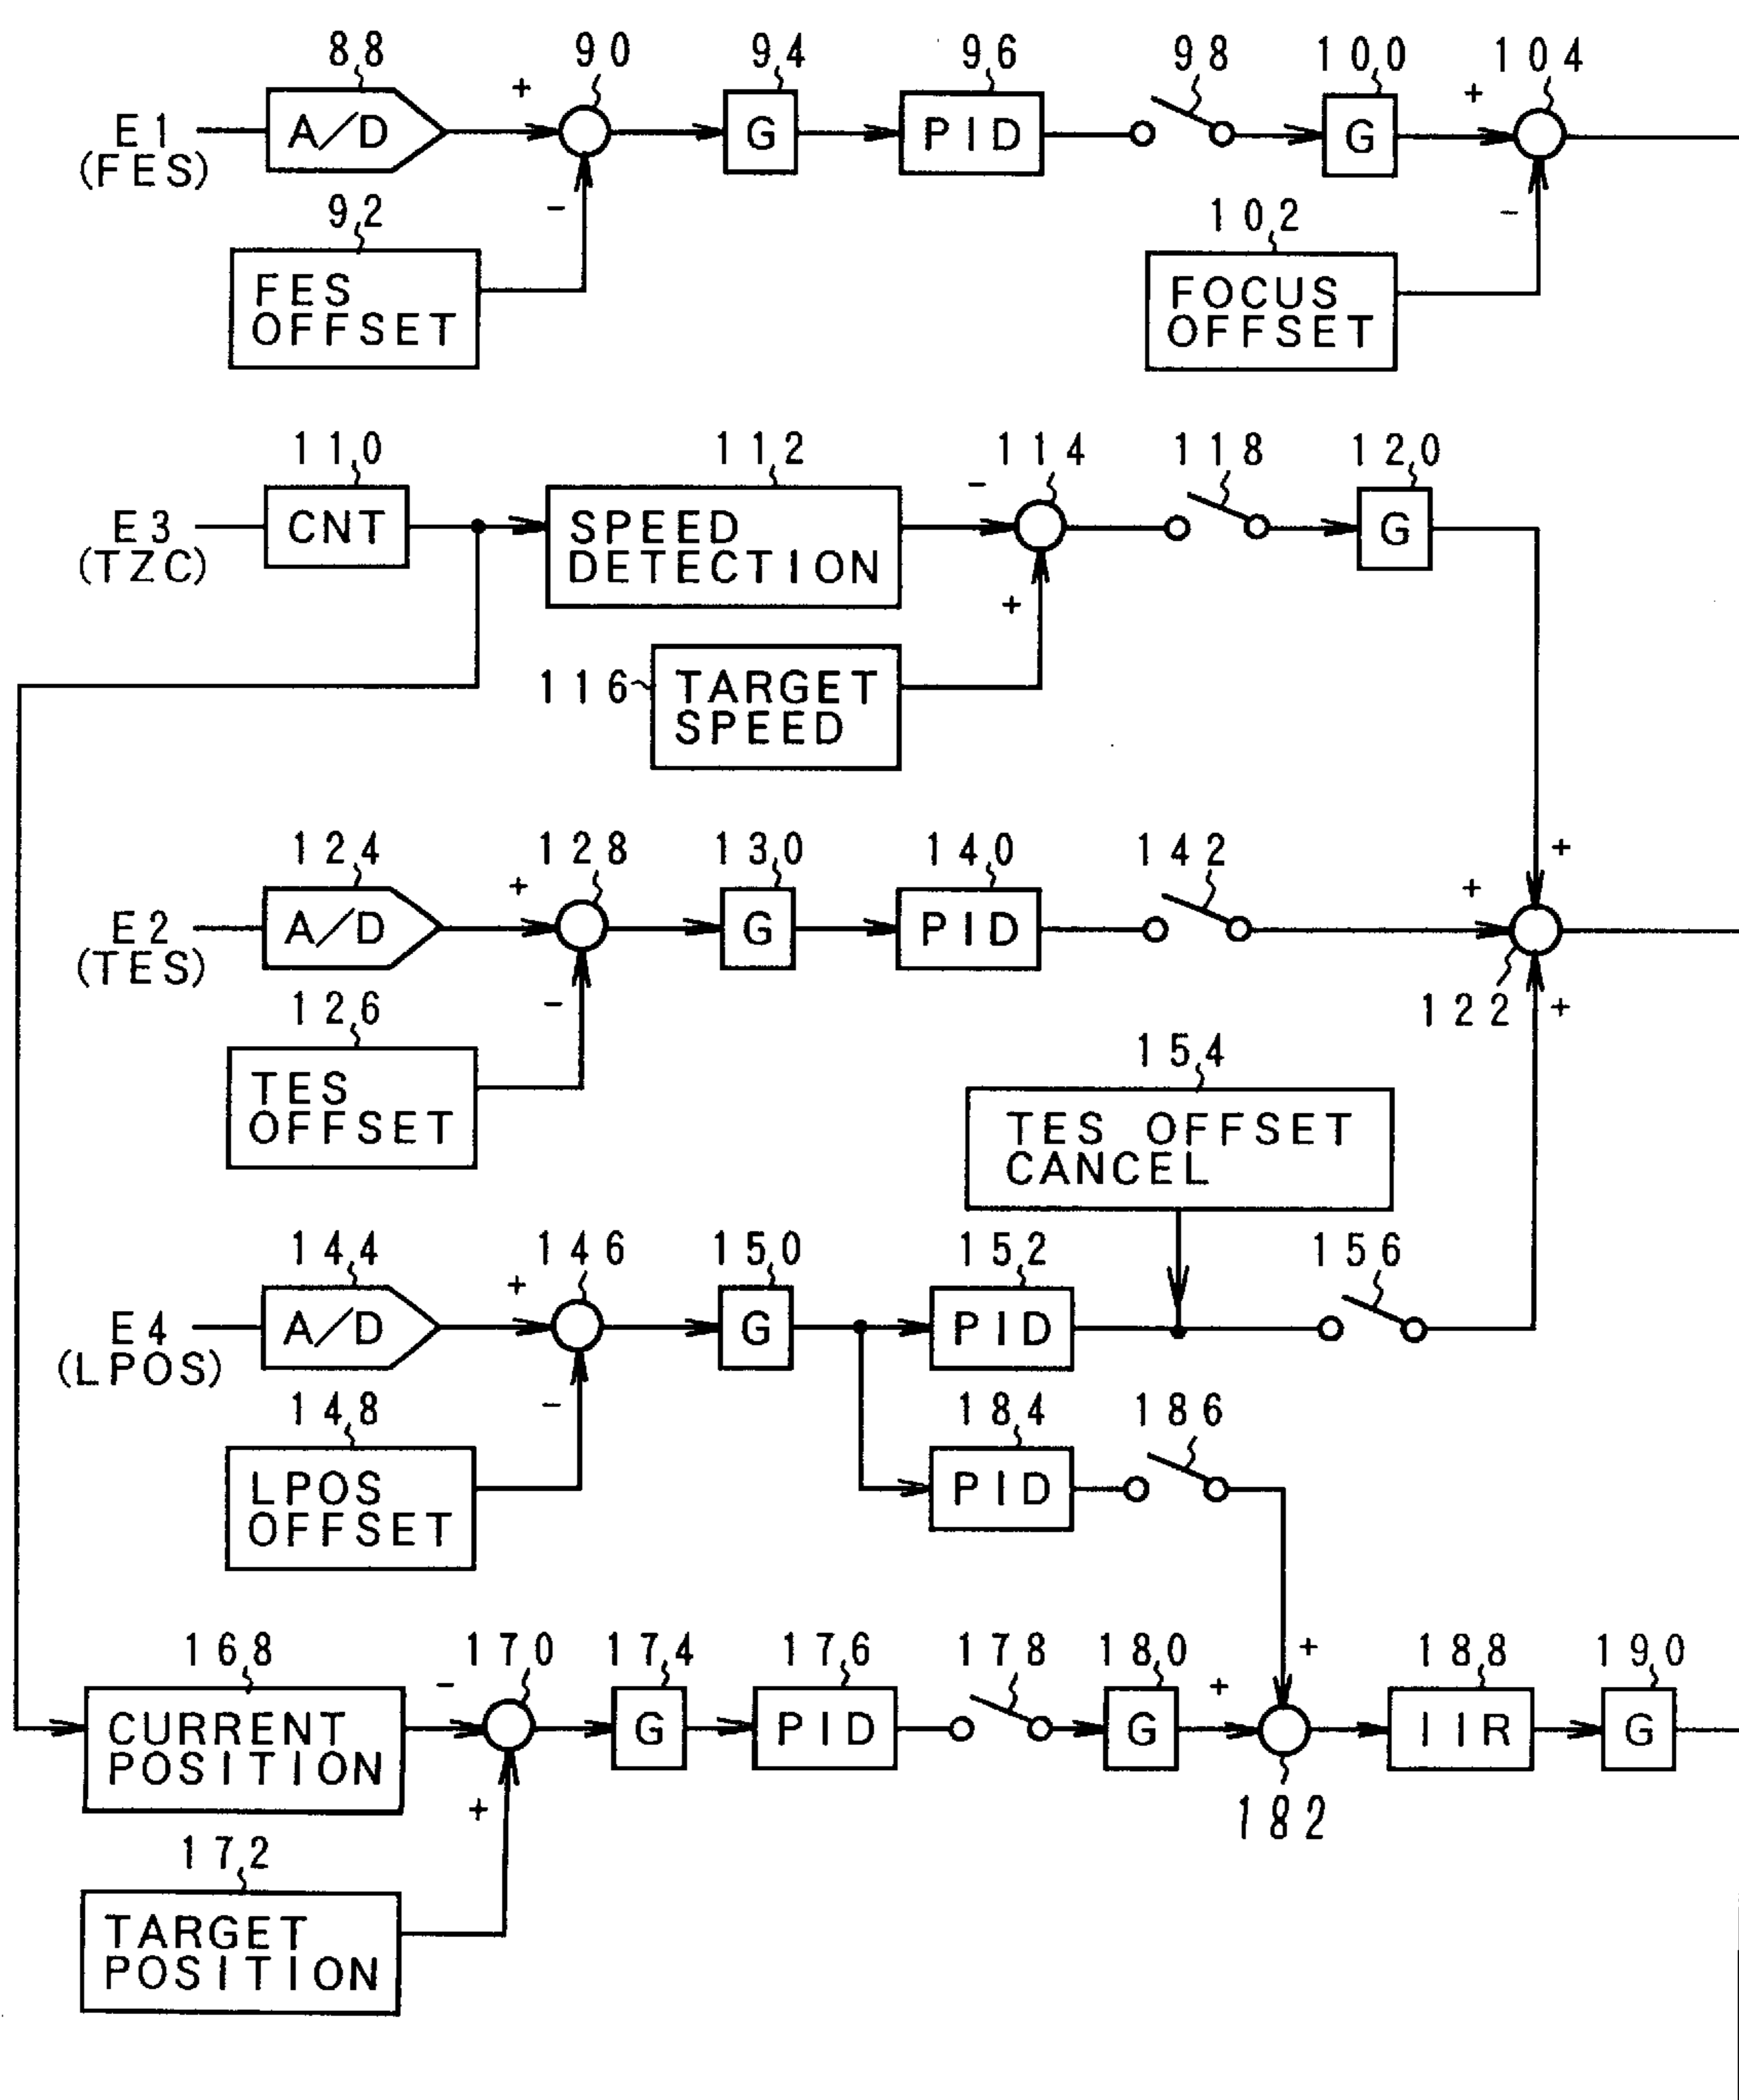 88 90 94 96 98 100 104
+ +
E1 A/D G PID G
(FES)
92 - 102 -
FES
OFFSET
FOCUS
OFFSET
110 112 114 118 120
-
E3 CNT SPEED
DETECTION G
(TZC)
+
116 TARGET
SPEED
124 128 130 140 142
+ + +
E2 A/D G PID
(TES)
126 - 122 +
TES
OFFSET
154
TES OFFSET
CANCEL
144 146 150 152 156
+
E4 A/D G PID
(LPOS)
148 - 184 186
LPOS
OFFSET
PID
168 170 174 176 178 180 + 188 190
- +
CURRENT
POSITION
G PID G IIR G
+ 182
172
TARGET
POSITION